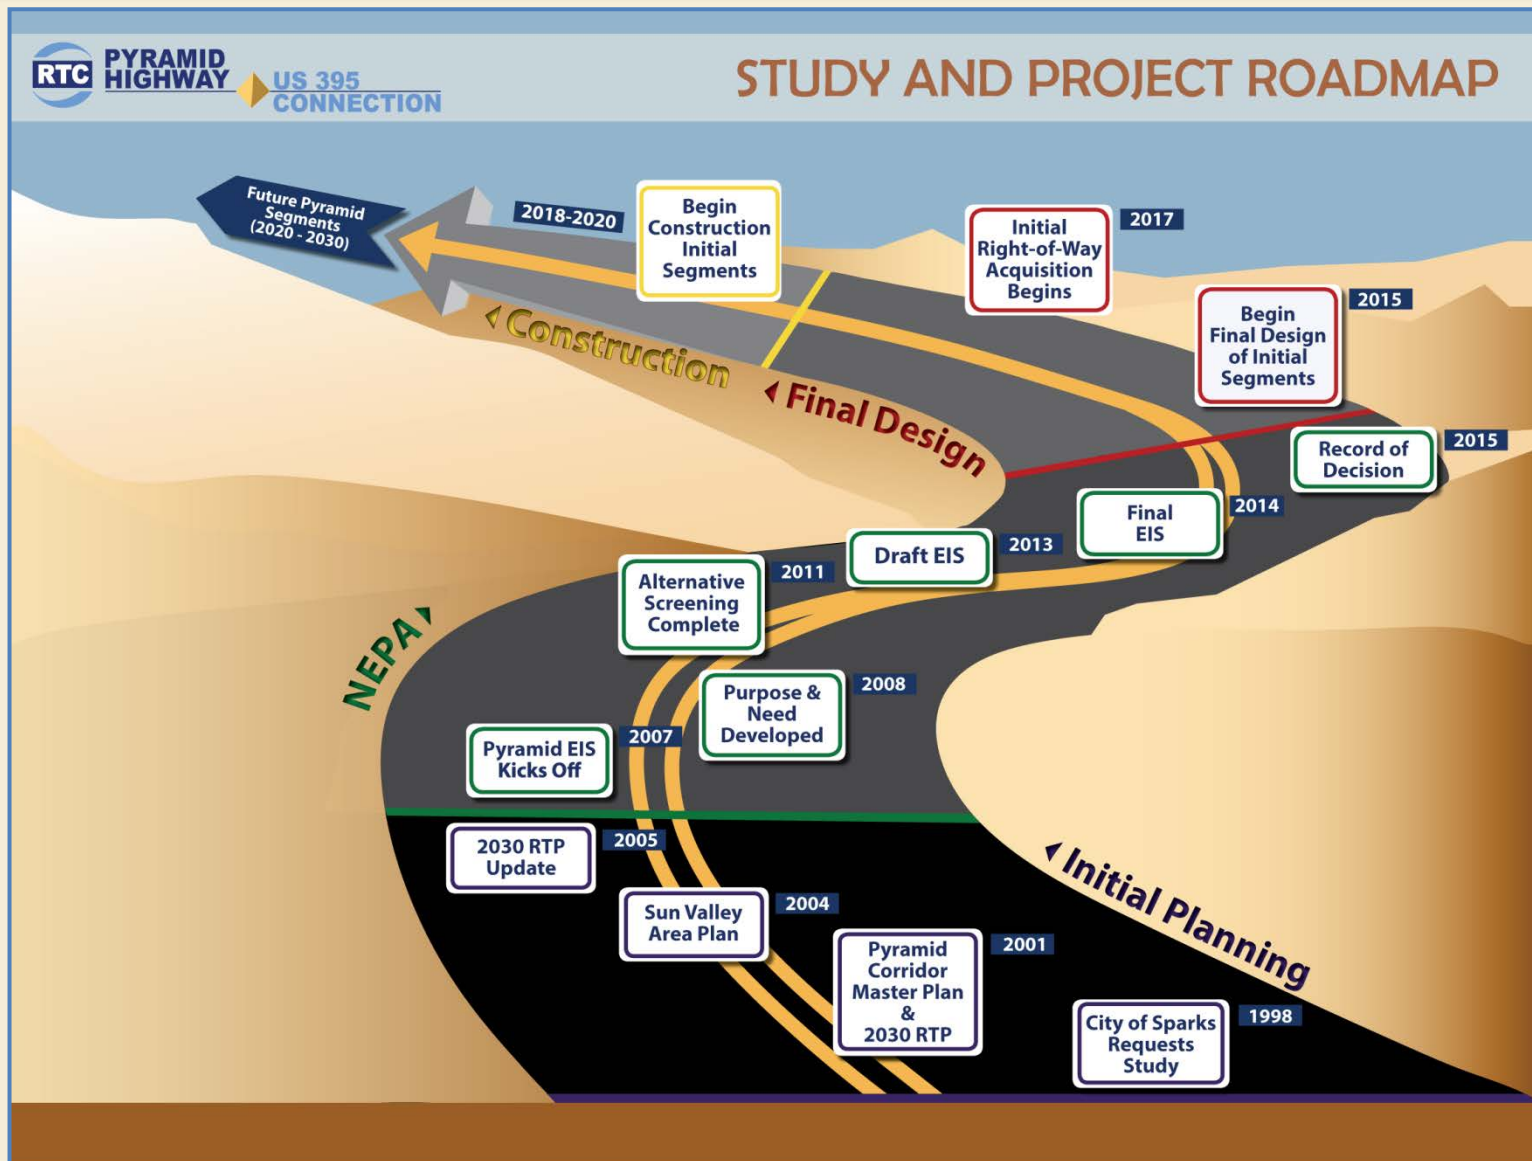 RTC
PYRAMID
HIGHWAY
US 395
CONNECTION
STUDY AND PROJECT ROADMAP
Future Pyramid
Segments
(2020 - 2030)
2018-2020
Begin
Construction
Initial
Segments
Initial
Right-of-Way
Acquisition
Begins
2017
Begin
Final Design
of Initial
Segments
2015
Construction
Final Design
Record of
Decision
2015
Final
EIS
2014
Draft EIS
2013
Alternative
Screening
Complete
2011
NEPA
Purpose &
Need
Developed
2008
Pyramid EIS
Kicks Off
2007
2030 RTP
Update
2005
Initial Planning
Sun Valley
Area Plan
2004
Pyramid
Corridor
Master Plan
&
2030 RTP
2001
City of Sparks
Requests
Study
1998